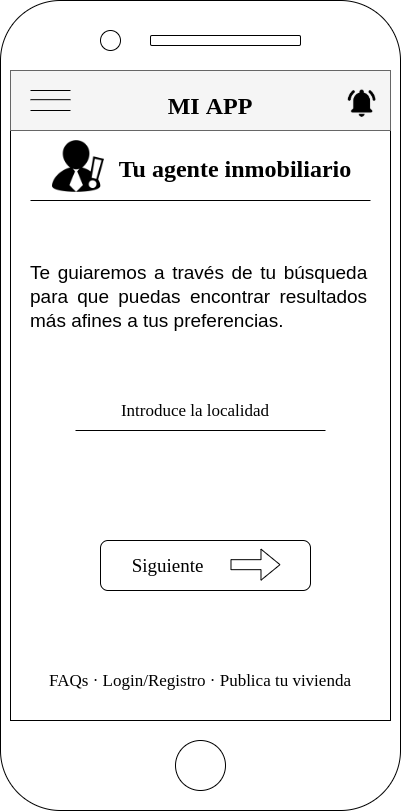 MI APP
Tu agente inmobiliario
Te guiaremos a través de tu búsqueda
para que puedas encontrar resultados
más afines a tus preferencias.
Introduce la localidad
Siguiente
FAQs · Login/Registro · Publica tu vivienda